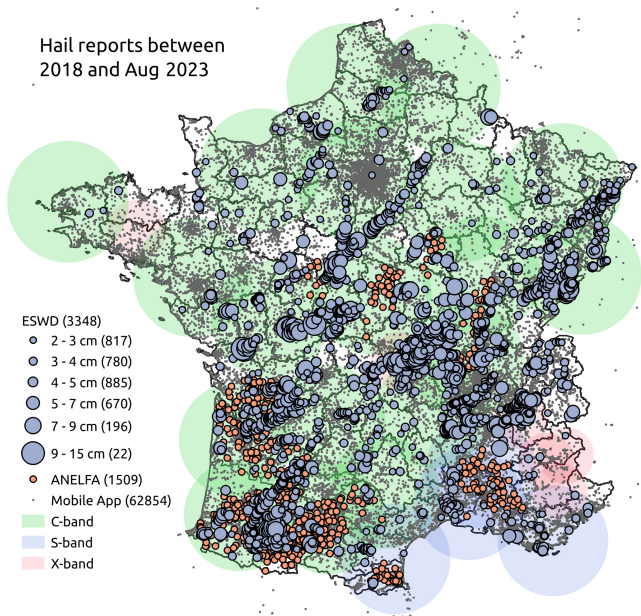 Hail reports between
2018 and Aug 2023
ESWD (3348)
2 - 3 cm (817)
3 - 4 cm (780)
4 - 5 cm (885)
5 - 7 cm (670)
7 - 9 cm (196)
9 - 15 cm (22)
ANELFA (1509)
Mobile App (62854)
C-band
S-band
X-band